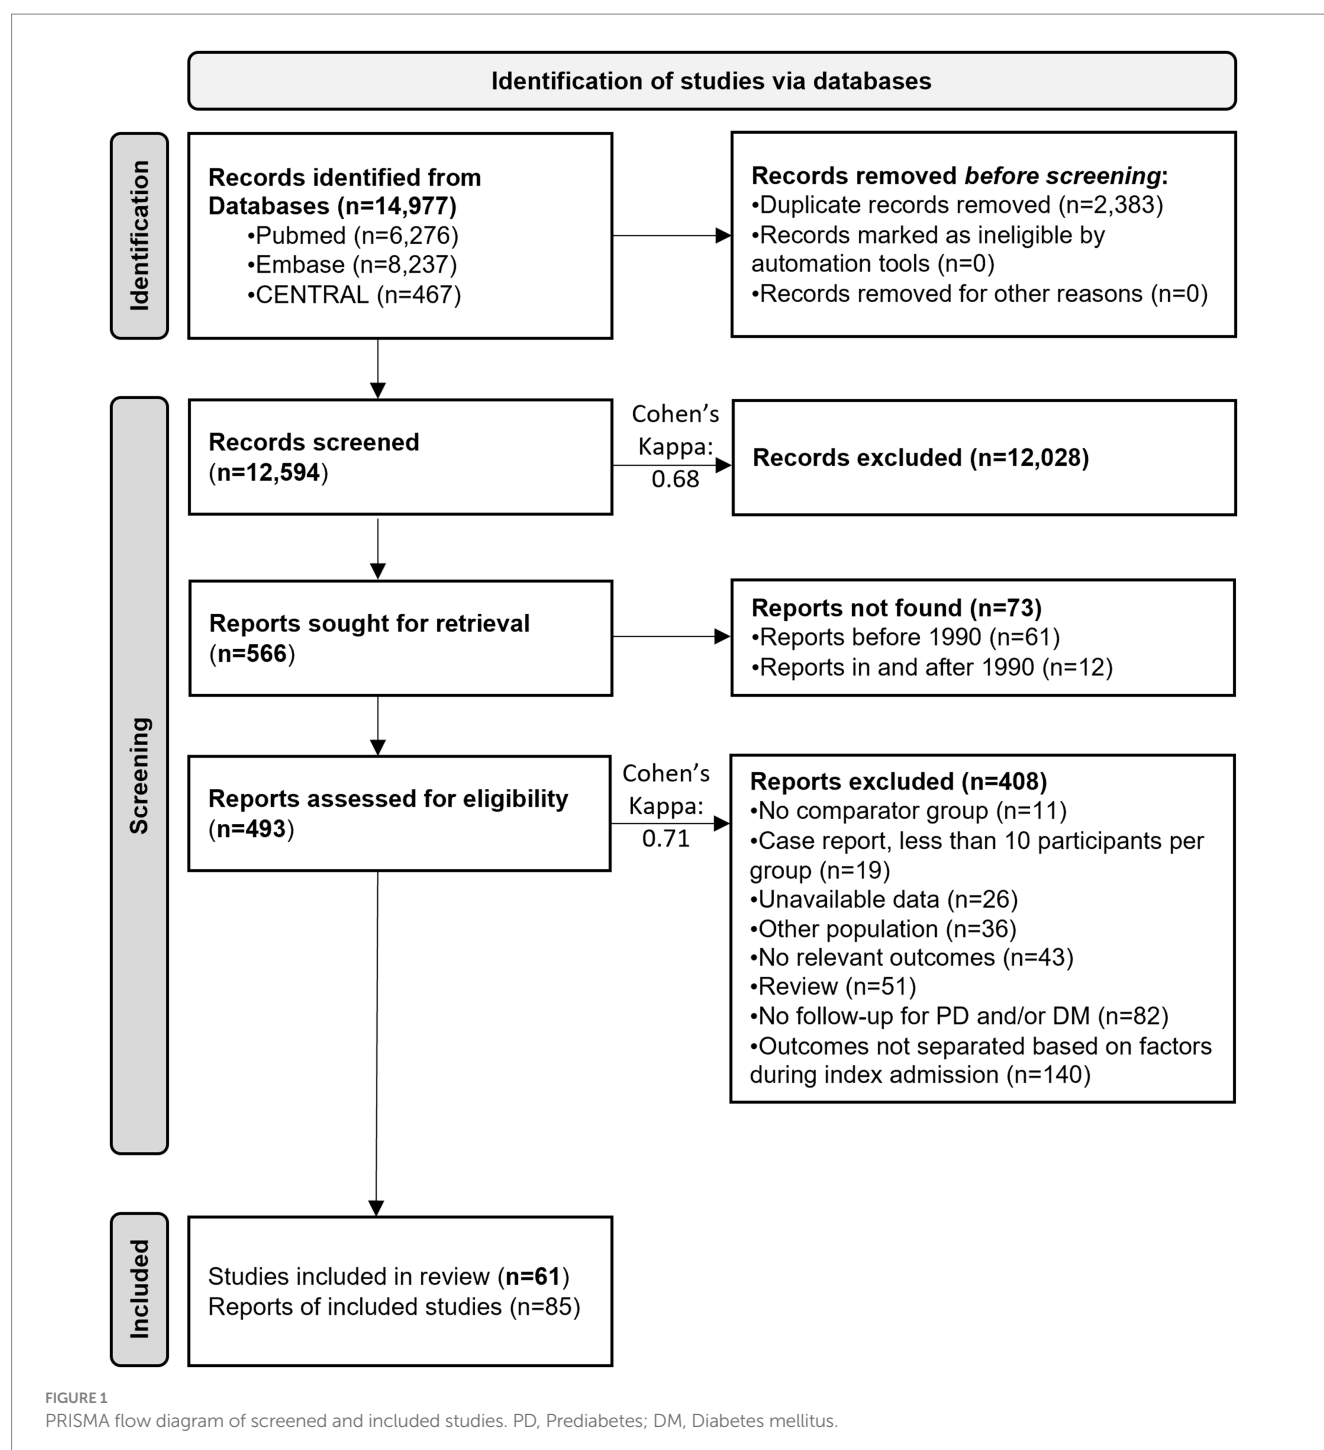 Identification of studies via databases
Identification
Records identified from
Databases (n=14,977)
•Pubmed (n=6,276)
•Embase (n=8,237)
•CENTRAL (n=467)
Records removed before screening:
•Duplicate records removed (n=2,383)
•Records marked as ineligible by
automation tools (n=0)
•Records removed for other reasons (n=0)
Screening
Records screened
(n=12,594)
Cohen's
Kappa:
0.68
Records excluded (n=12,028)
Reports sought for retrieval
(n=566)
Reports not found (n=73)
•Reports before 1990 (n=61)
•Reports in and after 1990 (n=12)
Reports assessed for eligibility
(n=493)
Cohen's
Kappa:
0.71
Reports excluded (n=408)
•No comparator group (n=11)
•Case report, less than 10 participants per
group (n=19)
•Unavailable data (n=26)
•Other population (n=36)
•No relevant outcomes (n=43)
•Review (n=51)
•No follow-up for PD and/or DM (n=82)
•Outcomes not separated based on factors
during index admission (n=140)
Included
Studies included in review (n=61)
Reports of included studies (n=85)
FIGURE 1
PRISMA flow diagram of screened and included studies. PD, Prediabetes; DM, Diabetes mellitus.